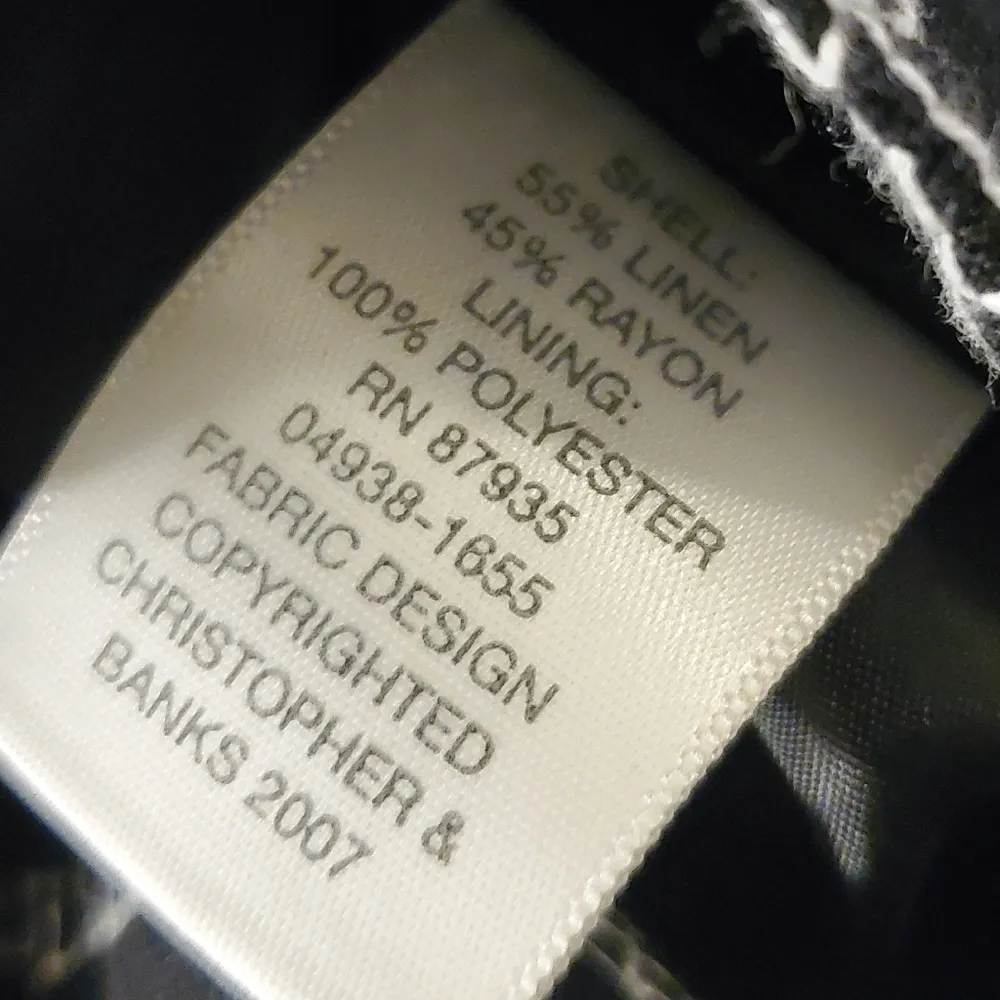 SHELL:
55% LINEN
45% RAYON
LINING:
100% POLYESTER
RN 87935
04938-1655
FABRIC DESIGN
COPYRIGHTED
CHRISTOPHER &
BANKS 2007